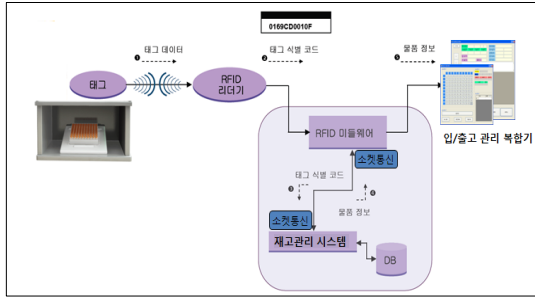 0169CD0010F
❶ 태그 데이터
❷ 태그 식별 코드
❺ 물품 정보
태그
RFID
리더기
RFID 미들웨어
입/출고 관리 복합기
소켓통신
❸ 태그 식별 코드
❹
물품 정보
소켓통신
재고관리 시스템
DB